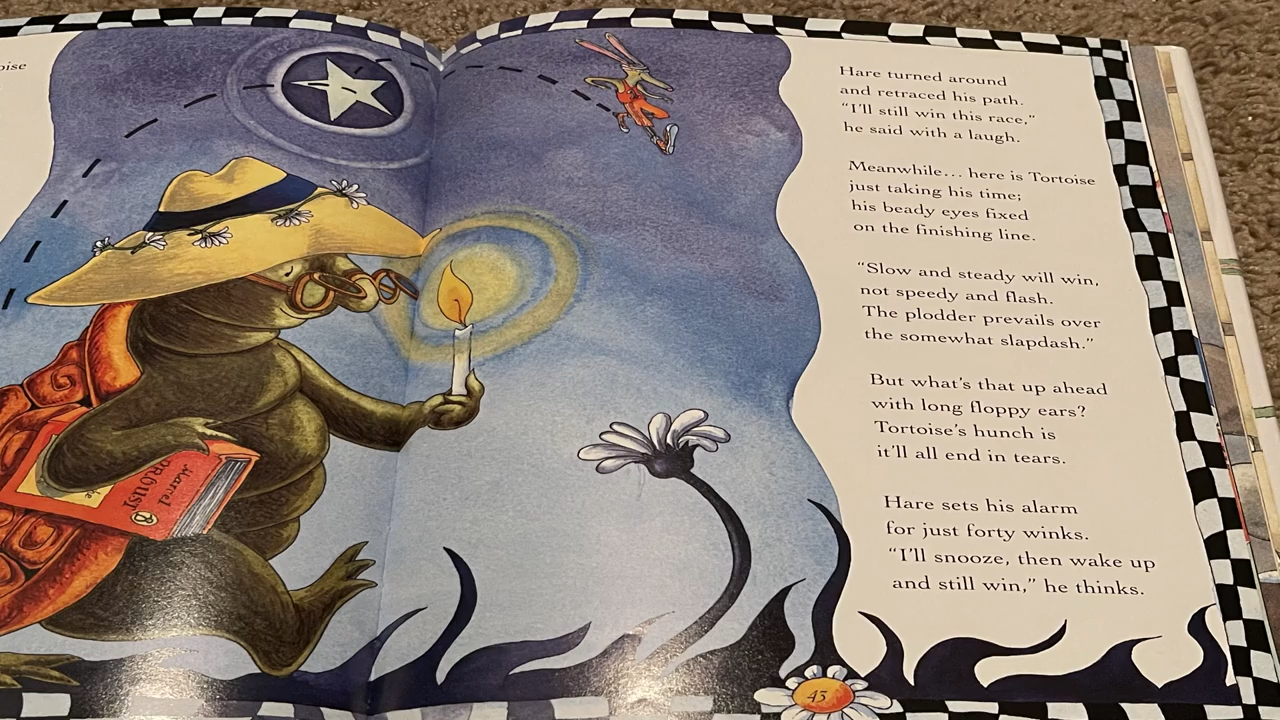 Hare turned around
and retraced his path.
“I’ll still win this race,”
he said with a laugh.
Meanwhile... here is Tortoise
just taking his time;
his beady eyes fixed
on the finishing line.
“Slow and steady will win,
not speedy and flash.
The plodder prevails over
the somewhat slapdash.”
But what’s that up ahead
with long floppy ears?
Tortoise’s hunch is
it’ll all end in tears.
Hare sets his alarm
for just forty winks.
“I’ll snooze, then wake up
and still win,” he thinks.
Marcel
PROUST
43